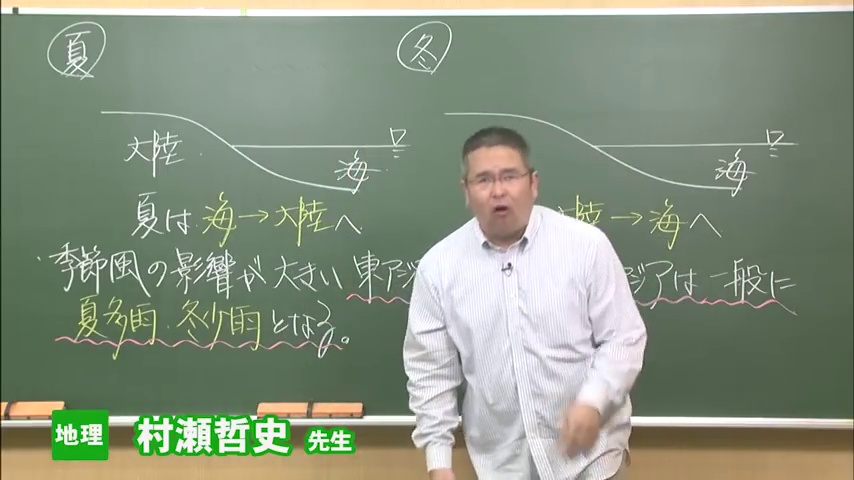 夏
冬
大陸
海
海
夏は 海→大陸へ
大陸→海へ
季節風の影響が大きい 東アジ
ジアは一般に
夏多雨、冬少雨となる。
地理 村瀬哲史 先生